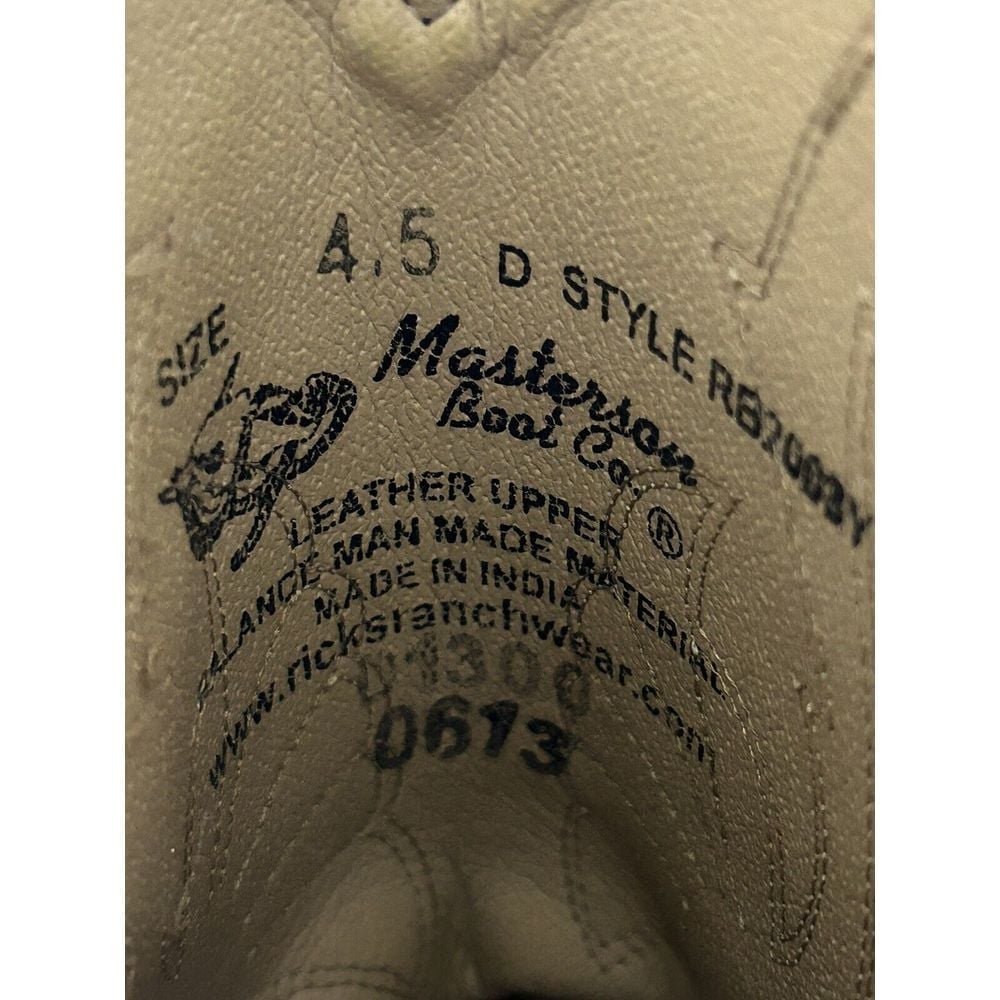 SIZE 4.5 D STYLE RB2003Y
Masterson
Boot Co.
®
LEATHER UPPER
BALANCE MAN MADE MATERIAL
MADE IN INDIA
www.ricksranchwear.com
0613